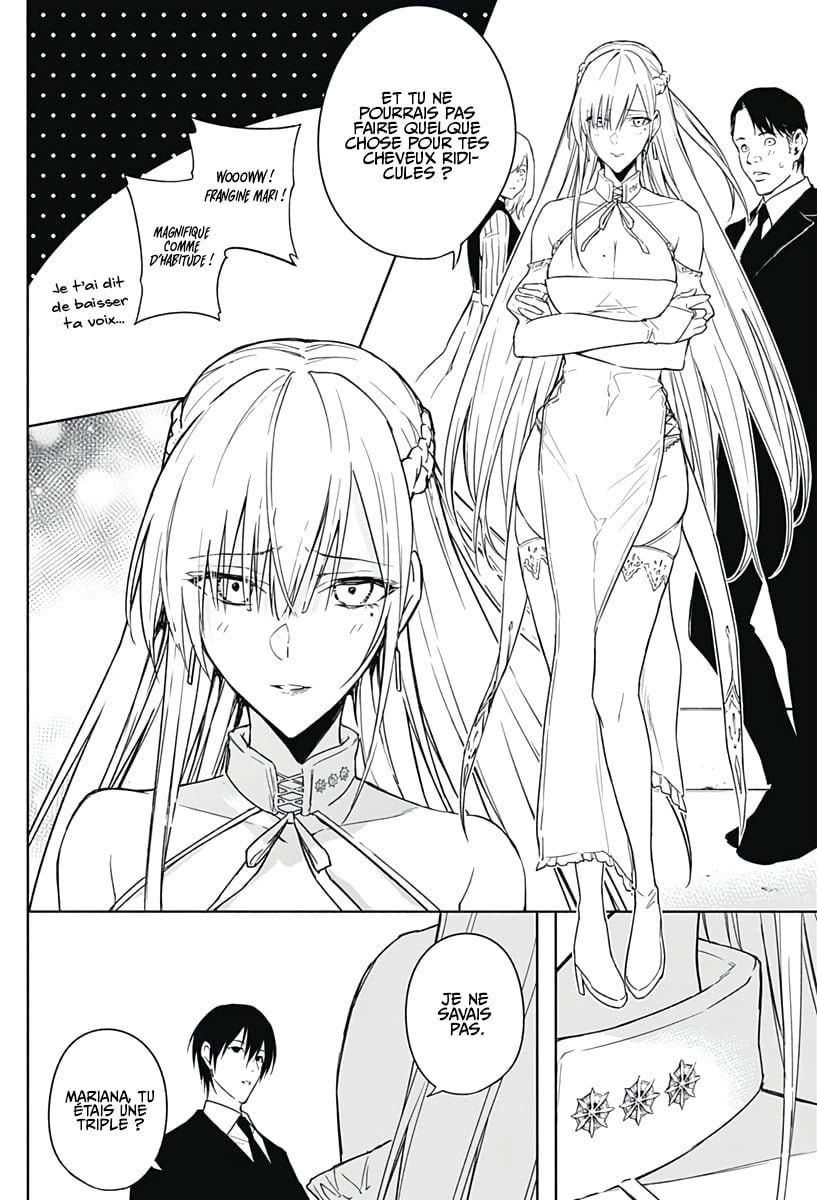 ET TU NE
POURRAIS PAS
FAIRE QUELQUE
CHOSE POUR TES
CHEVEUX RIDI-
CULES ?
WOOOWW !
FRANGINE MARI !
MAGNIFIQUE
COMME
D'HABITUDE !
Je t'ai dit
de baisser
ta voix...
JE NE
SAVAIS
PAS.
MARIANA, TU
ÉTAIS UNE
TRIPLE ?